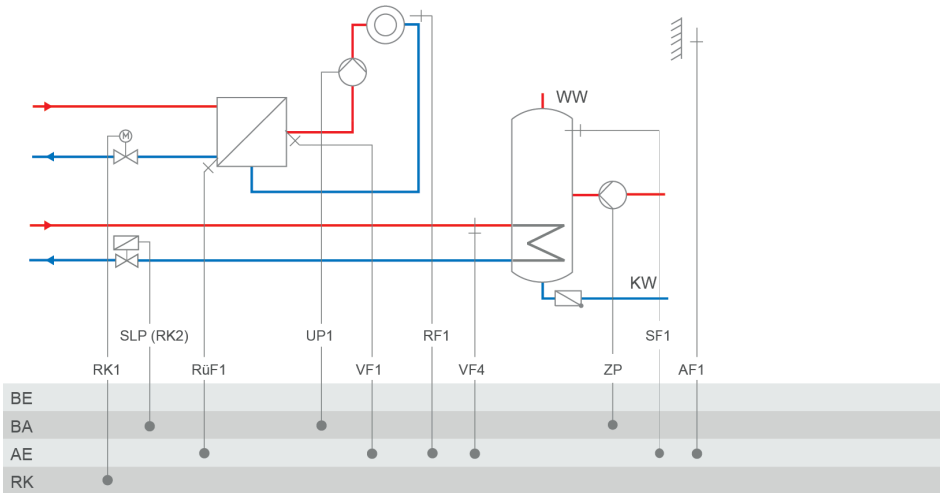 M
WW
KW
SLP (RK2) UP1 RF1 SF1
RK1 RüF1 VF1 VF4 ZP AF1
BE
BA
AE
RK